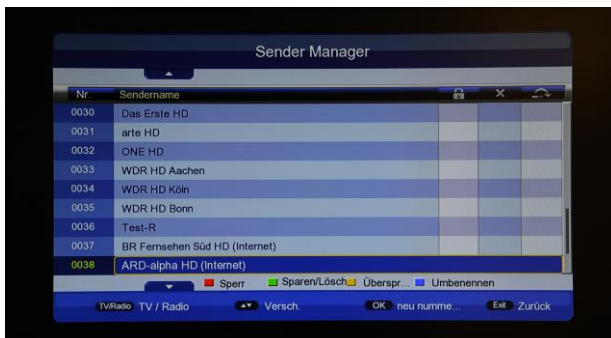 Sender Manager
Nr. Sendername
0030 Das Erste HD
0031 arte HD
0032 ONE HD
0033 WDR HD Aachen
0034 WDR HD Köln
0035 WDR HD Bonn
0036 Test-R
0037 BR Fernsehen Süd HD (Internet)
0038 ARD-alpha HD (Internet)
Sperr Sparen/Lösch Überspr... Umbenennen
TV/Radio TV / Radio Versch. OK neu numme... Exit Zurück